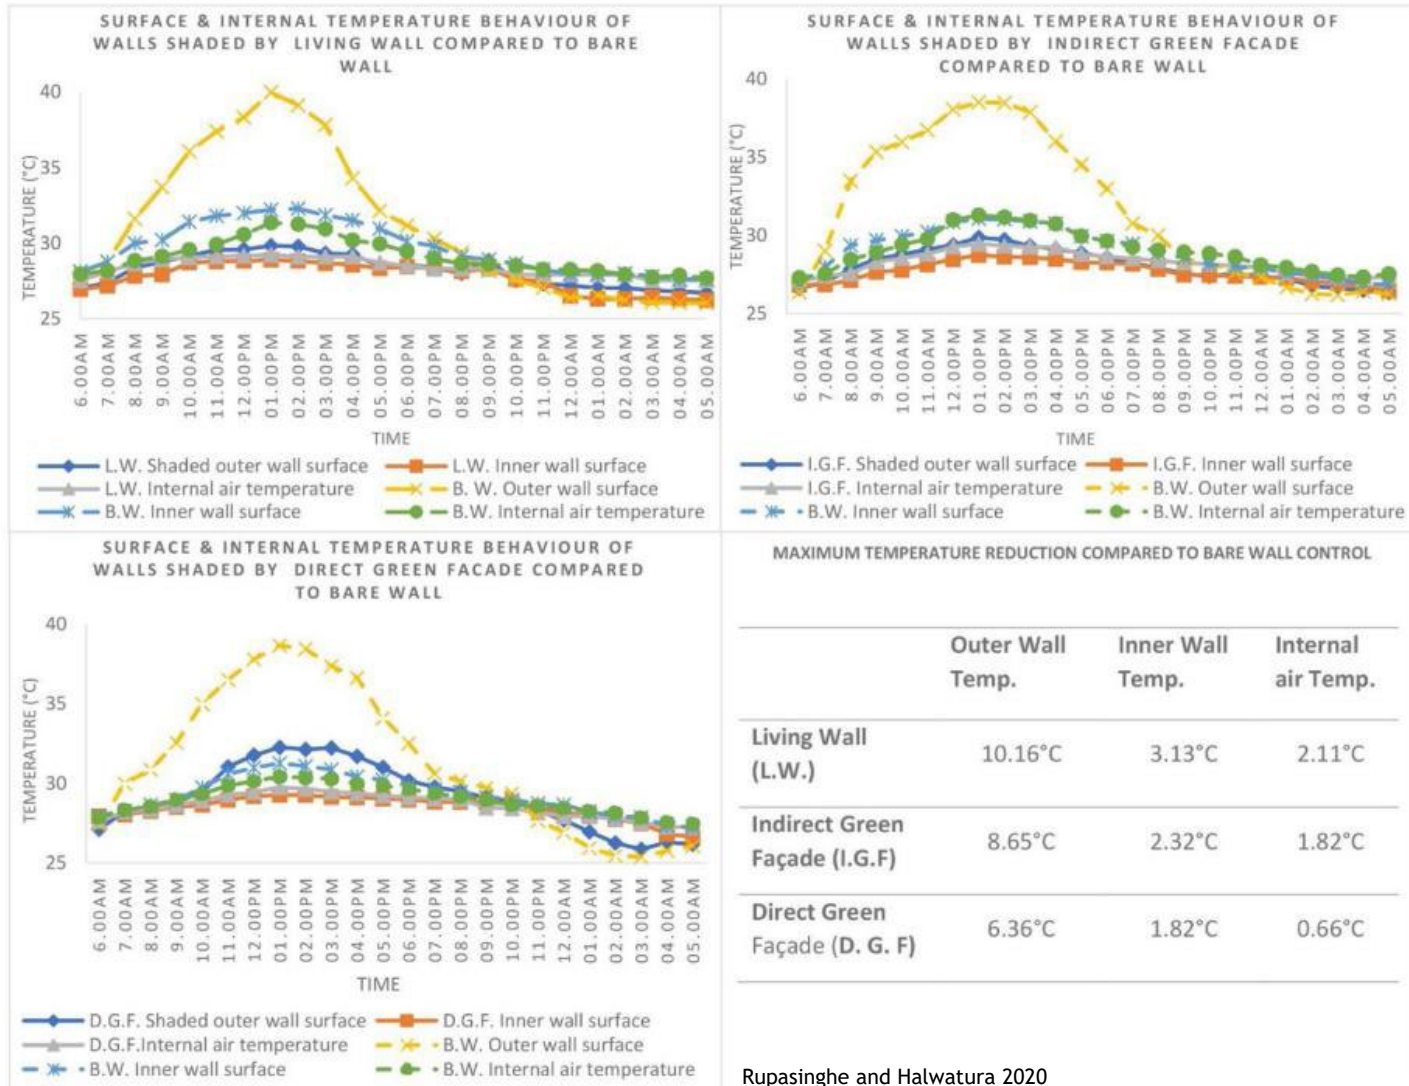 SURFACE & INTERNAL TEMPERATURE BEHAVIOUR OF
WALLS SHADED BY LIVING WALL COMPARED TO BARE
WALL
TEMPERATURE (°C)
40
35
30
25
6.00AM
7.00AM
8.00AM
9.00AM
10.00AM
11.00AM
12.00PM
01.00PM
02.00PM
03.00PM
04.00PM
05.00PM
06.00PM
07.00PM
08.00PM
09.00PM
10.00PM
11.00PM
12.00AM
01.00AM
02.00AM
03.00AM
04.00AM
05.00AM
TIME
L.W. Shaded outer wall surface
L.W. Inner wall surface
L.W. Internal air temperature
B. W. Outer wall surface
B.W. Inner wall surface
B.W. Internal air temperature
SURFACE & INTERNAL TEMPERATURE BEHAVIOUR OF
WALLS SHADED BY INDIRECT GREEN FACADE
COMPARED TO BARE WALL
TEMPERATURE (°C)
40
35
30
25
6.00AM
7.00AM
8.00AM
9.00AM
10.00AM
11.00AM
12.00PM
01.00PM
02.00PM
03.00PM
04.00PM
05.00PM
06.00PM
07.00PM
08.00PM
09.00PM
10.00PM
11.00PM
12.00AM
01.00AM
02.00AM
03.00AM
04.00AM
05.00AM
TIME
I.G.F. Shaded outer wall surface
I.G.F. Inner wall surface
I.G.F. Internal air temperature
B.W. Outer wall surface
B.W. Inner wall surface
B.W. Internal air temperature
SURFACE & INTERNAL TEMPERATURE BEHAVIOUR OF
WALLS SHADED BY DIRECT GREEN FACADE COMPARED
TO BARE WALL
TEMPERATURE (°C)
40
35
30
25
6.00AM
7.00AM
8.00AM
9.00AM
10.00AM
11.00AM
12.00PM
01.00PM
02.00PM
03.00PM
04.00PM
05.00PM
06.00PM
07.00PM
08.00PM
09.00PM
10.00PM
11.00PM
12.00AM
01.00AM
02.00AM
03.00AM
04.00AM
05.00AM
TIME
D.G.F. Shaded outer wall surface
D.G.F. Inner wall surface
D.G.F.Internal air temperature
B.W. Outer wall surface
B.W. Inner wall surface
B.W. Internal air temperature
MAXIMUM TEMPERATURE REDUCTION COMPARED TO BARE WALL CONTROL
Outer Wall Inner Wall Internal
Temp. Temp. air Temp.
Living Wall
(L.W.) 10.16°C 3.13°C 2.11°C
Indirect Green
Façade (I.G.F) 8.65°C 2.32°C 1.82°C
Direct Green
Façade (D. G. F) 6.36°C 1.82°C 0.66°C
Rupasinghe and Halwatura 2020